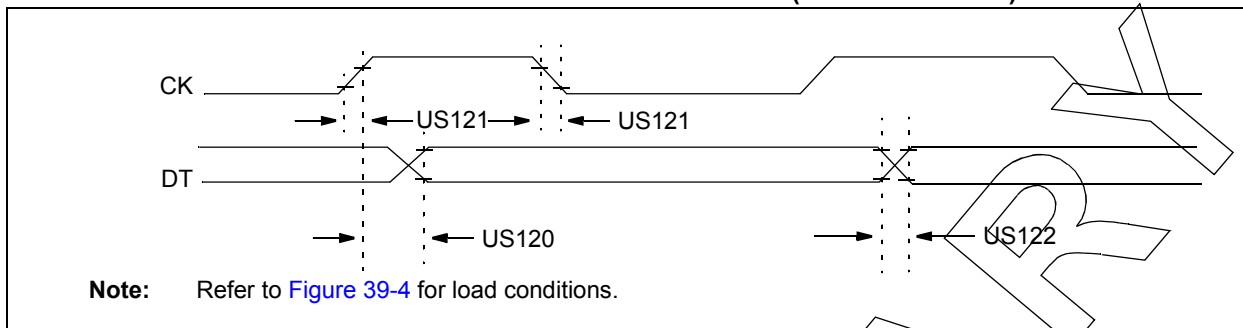 CK
US121
US121
DT
US120
US122
Note: Refer to Figure 39-4 for load conditions.